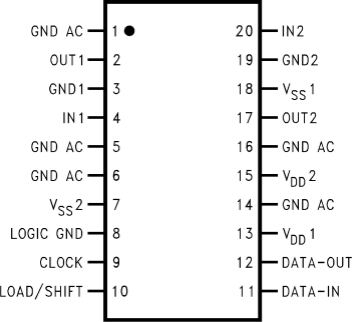 GND AC 1 20 IN2
OUT1 2 19 GND2
GND1 3 18 VSS1
IN1 4 17 OUT2
GND AC 5 16 GND AC
GND AC 6 15 VDD2
VSS2 7 14 GND AC
LOGIC GND 8 13 VDD1
CLOCK 9 12 DATA-OUT
LOAD/SHIFT 10 11 DATA-IN